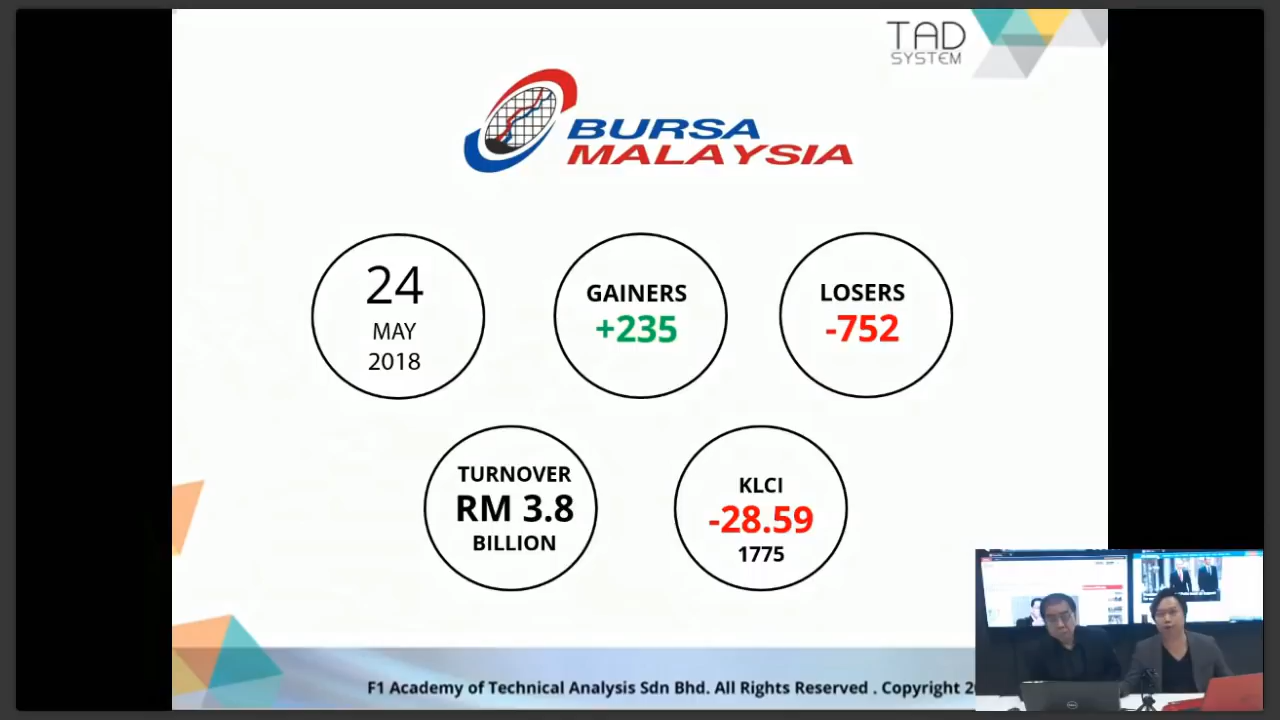 TAD
SYSTEM
BURSA
MALAYSIA
24
MAY
2018
GAINERS
+235
LOSERS
-752
TURNOVER
RM 3.8
BILLION
KLCI
-28.59
1775
F1 Academy of Technical Analysis Sdn Bhd. All Rights Reserved . Copyright